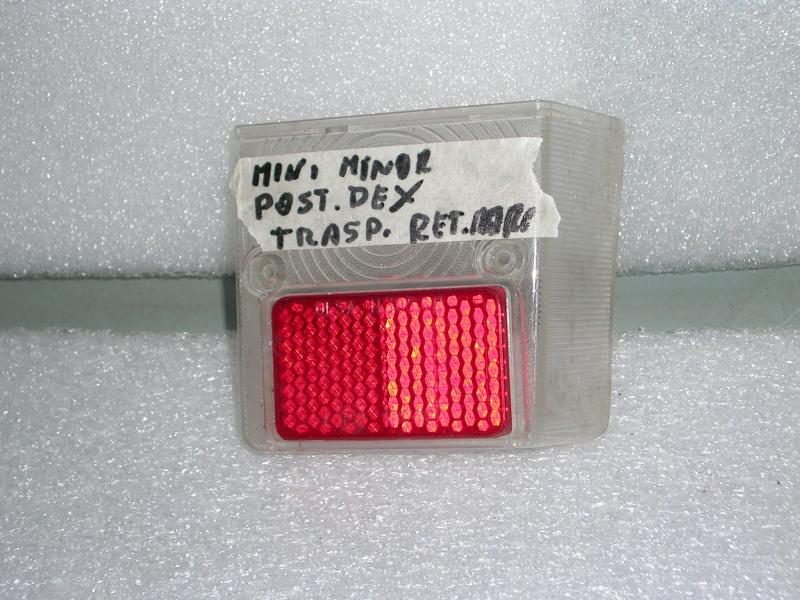 MINI MINOR
POST. DEX
TRASP. RET.